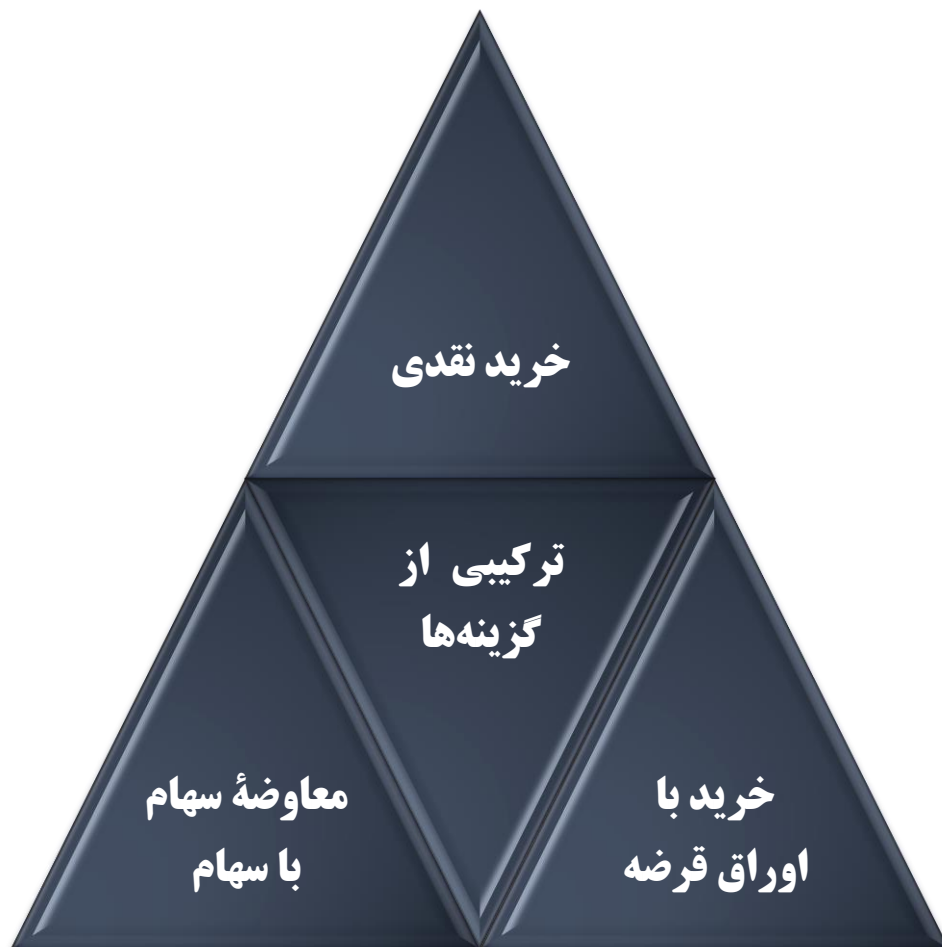 خرید نقدی
ترکیبی از
گزینه‌ها
خرید با
اوراق قرضه
معاوضهٔ سهام
با سهام